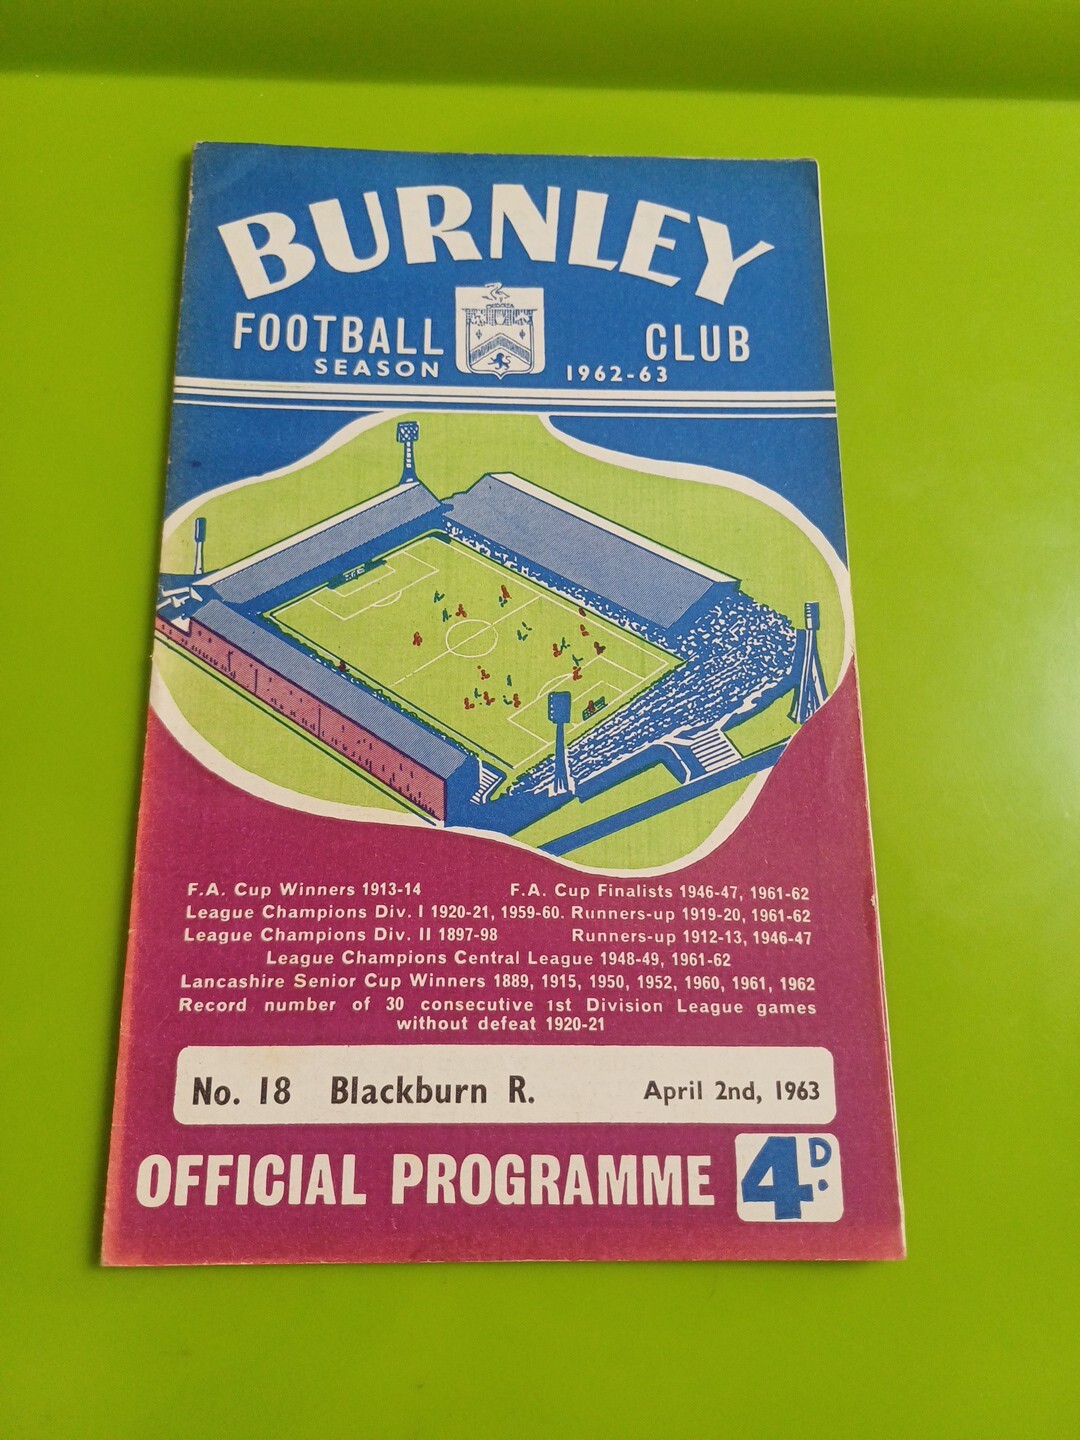 BURNLEY
FOOTBALL CLUB
SEASON 1962-63
F.A. Cup Winners 1913-14 F.A. Cup Finalists 1946-47, 1961-62
League Champions Div. I 1920-21, 1959-60. Runners-up 1919-20, 1961-62
League Champions Div. II 1897-98 Runners-up 1912-13, 1946-47
League Champions Central League 1948-49, 1961-62
Lancashire Senior Cup Winners 1889, 1915, 1950, 1952, 1960, 1961, 1962
Record number of 30 consecutive 1st Division League games
without defeat 1920-21
No. 18 Blackburn R. April 2nd, 1963
OFFICIAL PROGRAMME 4D.